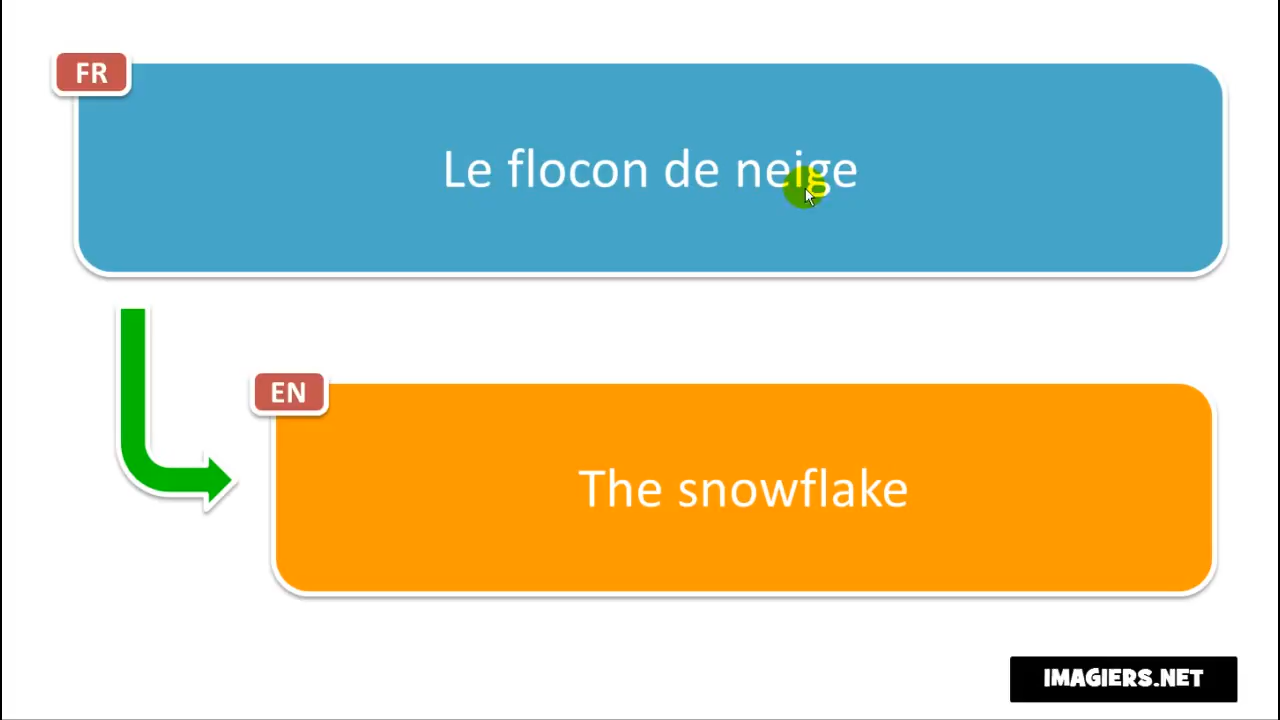 FR
Le flocon de neige
EN
The snowflake
IMAGIERS.NET